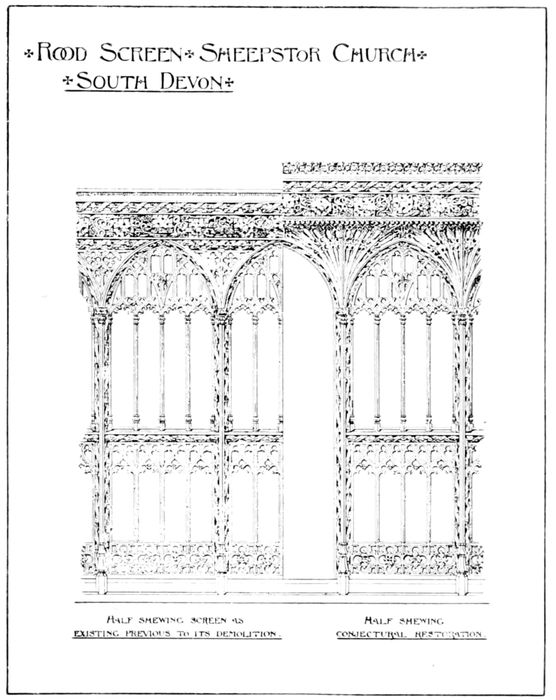 ✣ROOD SCREEN✣SHEEPSTOR CHURCH✣
✣SOUTH DEVON✣
HALF SHEWING SCREEN AS
EXISTING PREVIOUS TO ITS DEMOLITION.
HALF SHEWING
CONJECTURAL RESTORATION.